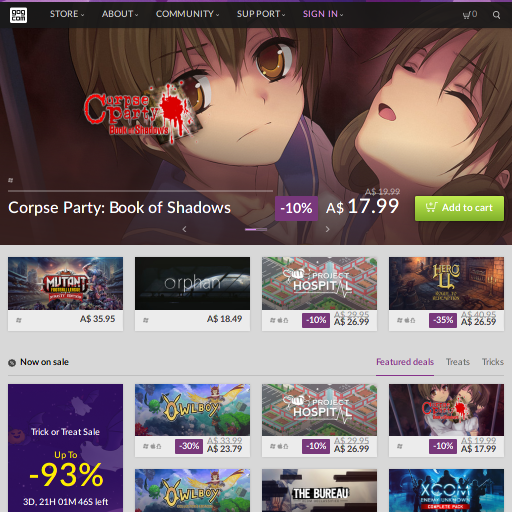 gog
com
STORE
ABOUT
COMMUNITY
SUPPORT
SIGN IN
0
Corpse
Party
Book of Shadows
A$ 19.99
Corpse Party: Book of Shadows
-10%
A$ 17.99
Add to cart
MUTANT
FOOTBALL LEAGUE
DYNASTY EDITION
orphan
PROJECT
HOSPITAL
HERO
U
ROGUE TO
REDEMPTION
A$ 35.95
A$ 18.49
-10%
A$ 29.95
A$ 26.99
-35%
A$ 40.95
A$ 26.59
Now on sale
Featured deals
Treats
Tricks
Trick or Treat Sale
Up To
-93%
3D, 21H 01M 46S left
OWLBOY
-30%
A$ 33.99
A$ 23.79
PROJECT
HOSPITAL
-10%
A$ 29.95
A$ 26.99
Corpse
Party
-10%
A$ 19.99
A$ 17.99
OWLBOY
THE BUREAU
XCOM
ENEMY UNKNOWN
COMPLETE PACK